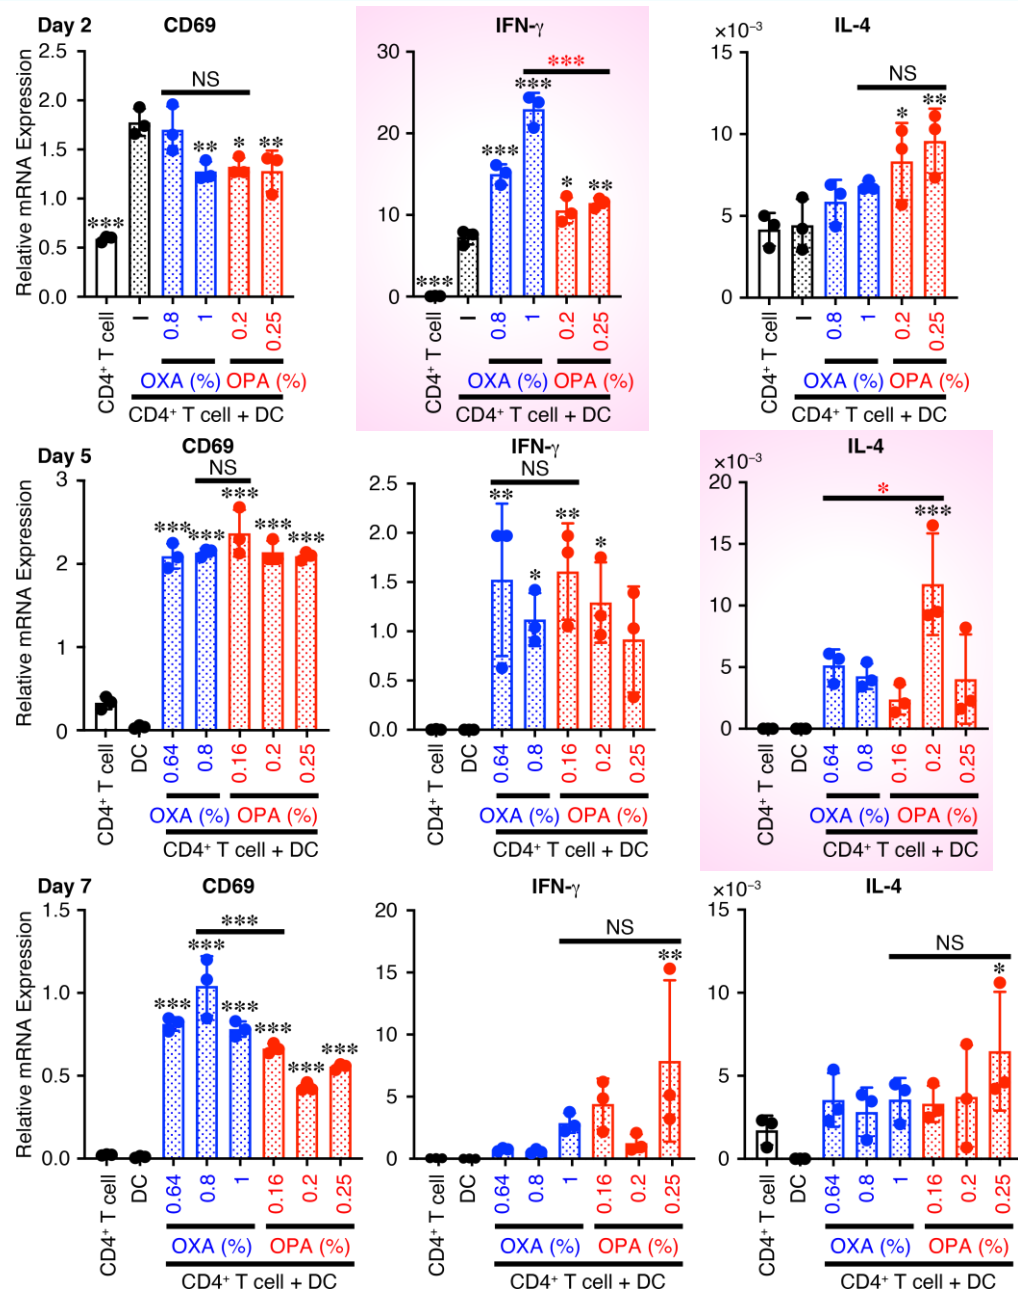 Day 2
CD69
IFN-γ
IL-4
Relative mRNA Expression
2.5
2.0
1.5
1.0
0.5
0.0
NS
***
**
*
**
CD4⁺ T cell
I
0.8
1
0.2
0.25
OXA (%)
OPA (%)
CD4⁺ T cell + DC
30
20
10
0
***
***
***
***
*
**
CD4⁺ T cell
I
0.8
1
0.2
0.25
OXA (%)
OPA (%)
CD4⁺ T cell + DC
×10⁻³
15
10
5
0
NS
*
**
CD4⁺ T cell
I
0.8
1
0.2
0.25
OXA (%)
OPA (%)
CD4⁺ T cell + DC
Day 5
CD69
IFN-γ
IL-4
Relative mRNA Expression
3
2
1
0
NS
***
***
***
***
***
CD4⁺ T cell
DC
0.64
0.8
0.16
0.2
0.25
OXA (%)
OPA (%)
CD4⁺ T cell + DC
2.5
2.0
1.5
1.0
0.5
0.0
NS
**
*
**
*
CD4⁺ T cell
DC
0.64
0.8
0.16
0.2
0.25
OXA (%)
OPA (%)
CD4⁺ T cell + DC
×10⁻³
20
15
10
5
0
*
***
CD4⁺ T cell
DC
0.64
0.8
0.16
0.2
0.25
OXA (%)
OPA (%)
CD4⁺ T cell + DC
Day 7
CD69
IFN-γ
IL-4
Relative mRNA Expression
1.5
1.0
0.5
0.0
***
***
***
***
***
***
***
CD4⁺ T cell
DC
0.64
0.8
1
0.16
0.2
0.25
OXA (%)
OPA (%)
CD4⁺ T cell + DC
20
15
10
5
0
NS
**
CD4⁺ T cell
DC
0.64
0.8
1
0.16
0.2
0.25
OXA (%)
OPA (%)
CD4⁺ T cell + DC
×10⁻³
15
10
5
0
NS
*
CD4⁺ T cell
DC
0.64
0.8
1
0.16
0.2
0.25
OXA (%)
OPA (%)
CD4⁺ T cell + DC